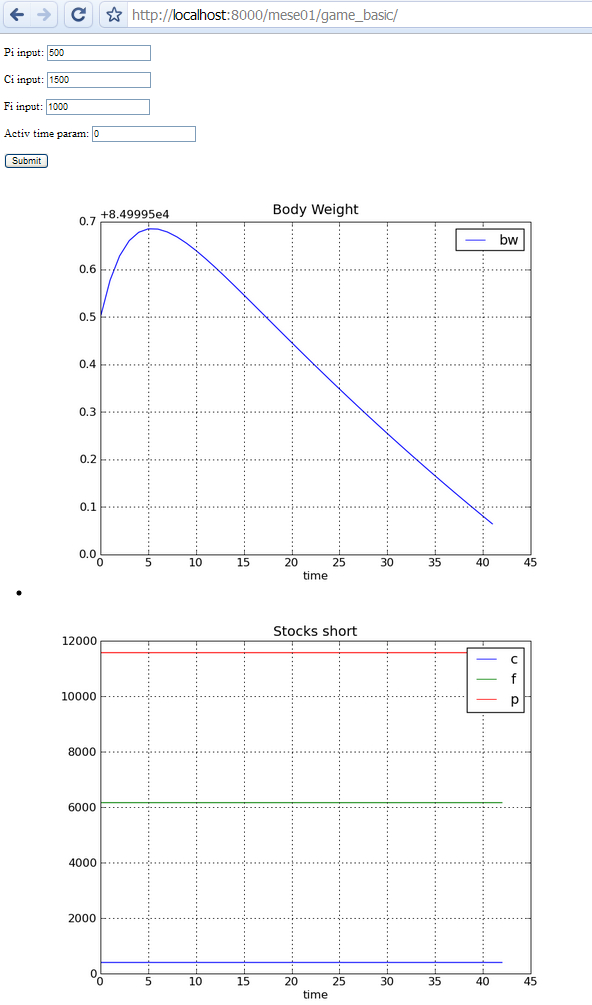 http://localhost:8000/mese01/game_basic/
Pi input: 500
Ci input: 1500
Fi input: 1000
Activ time param: 0
Submit
Body Weight
+8.49995e4
bw
0.7
0.6
0.5
0.4
0.3
0.2
0.1
0.0
0 5 10 15 20 25 30 35 40 45
time
Stocks short
c
f
p
12000
10000
8000
6000
4000
2000
0
0 5 10 15 20 25 30 35 40 45
time